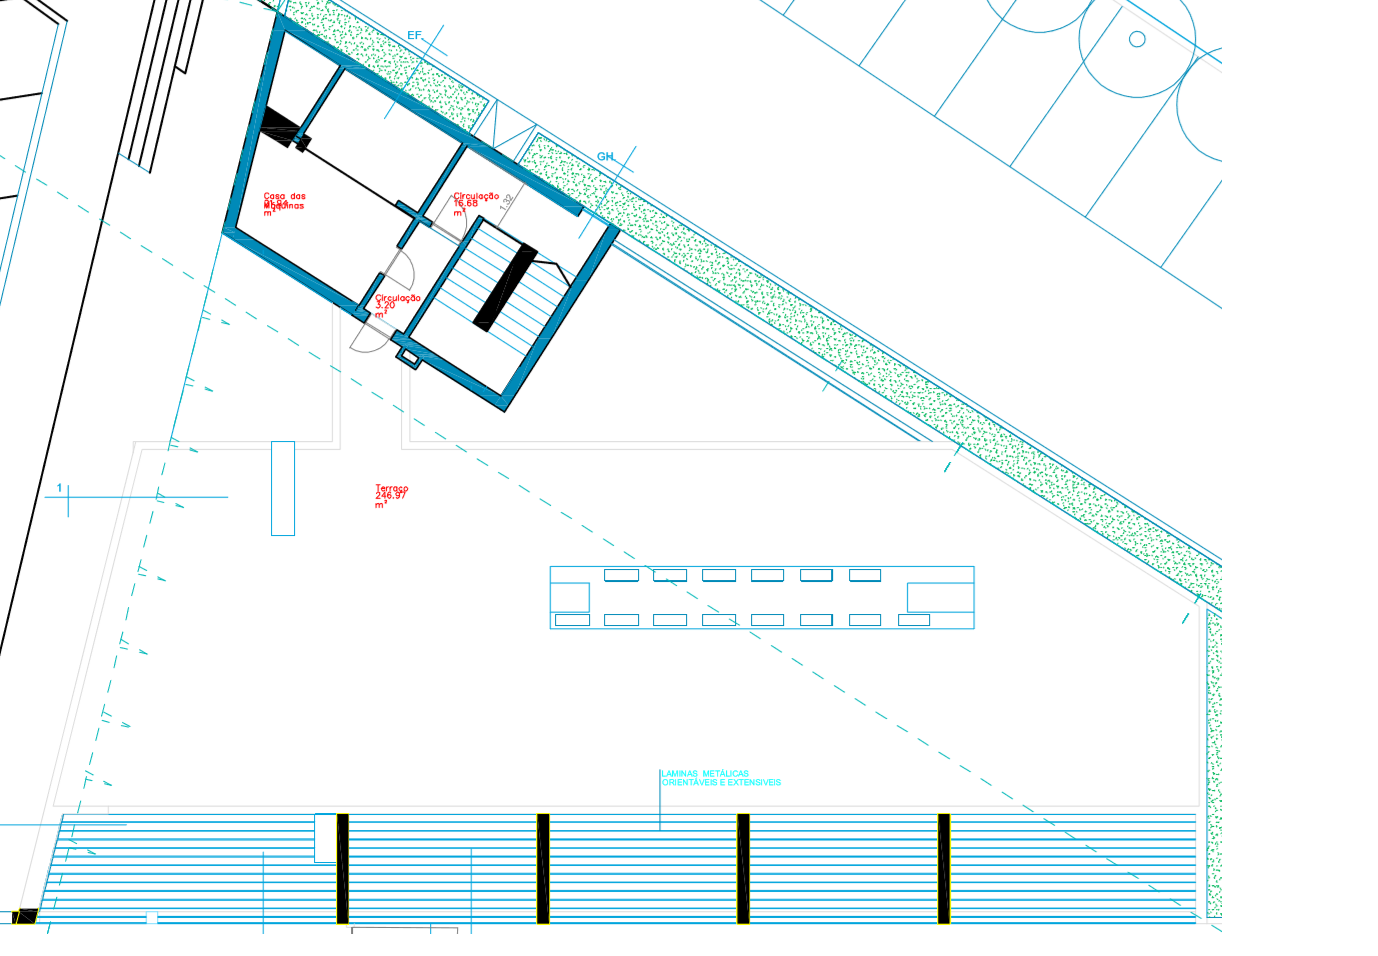 EF
GH
1.32
Casa das
Máquinas
m²
Circulação
16.68
m²
Circulação
3.20
m²
1
Terraço
246.97
m²
LAMINAS METÁLICAS
ORIENTÁVEIS E EXTENSIVEIS